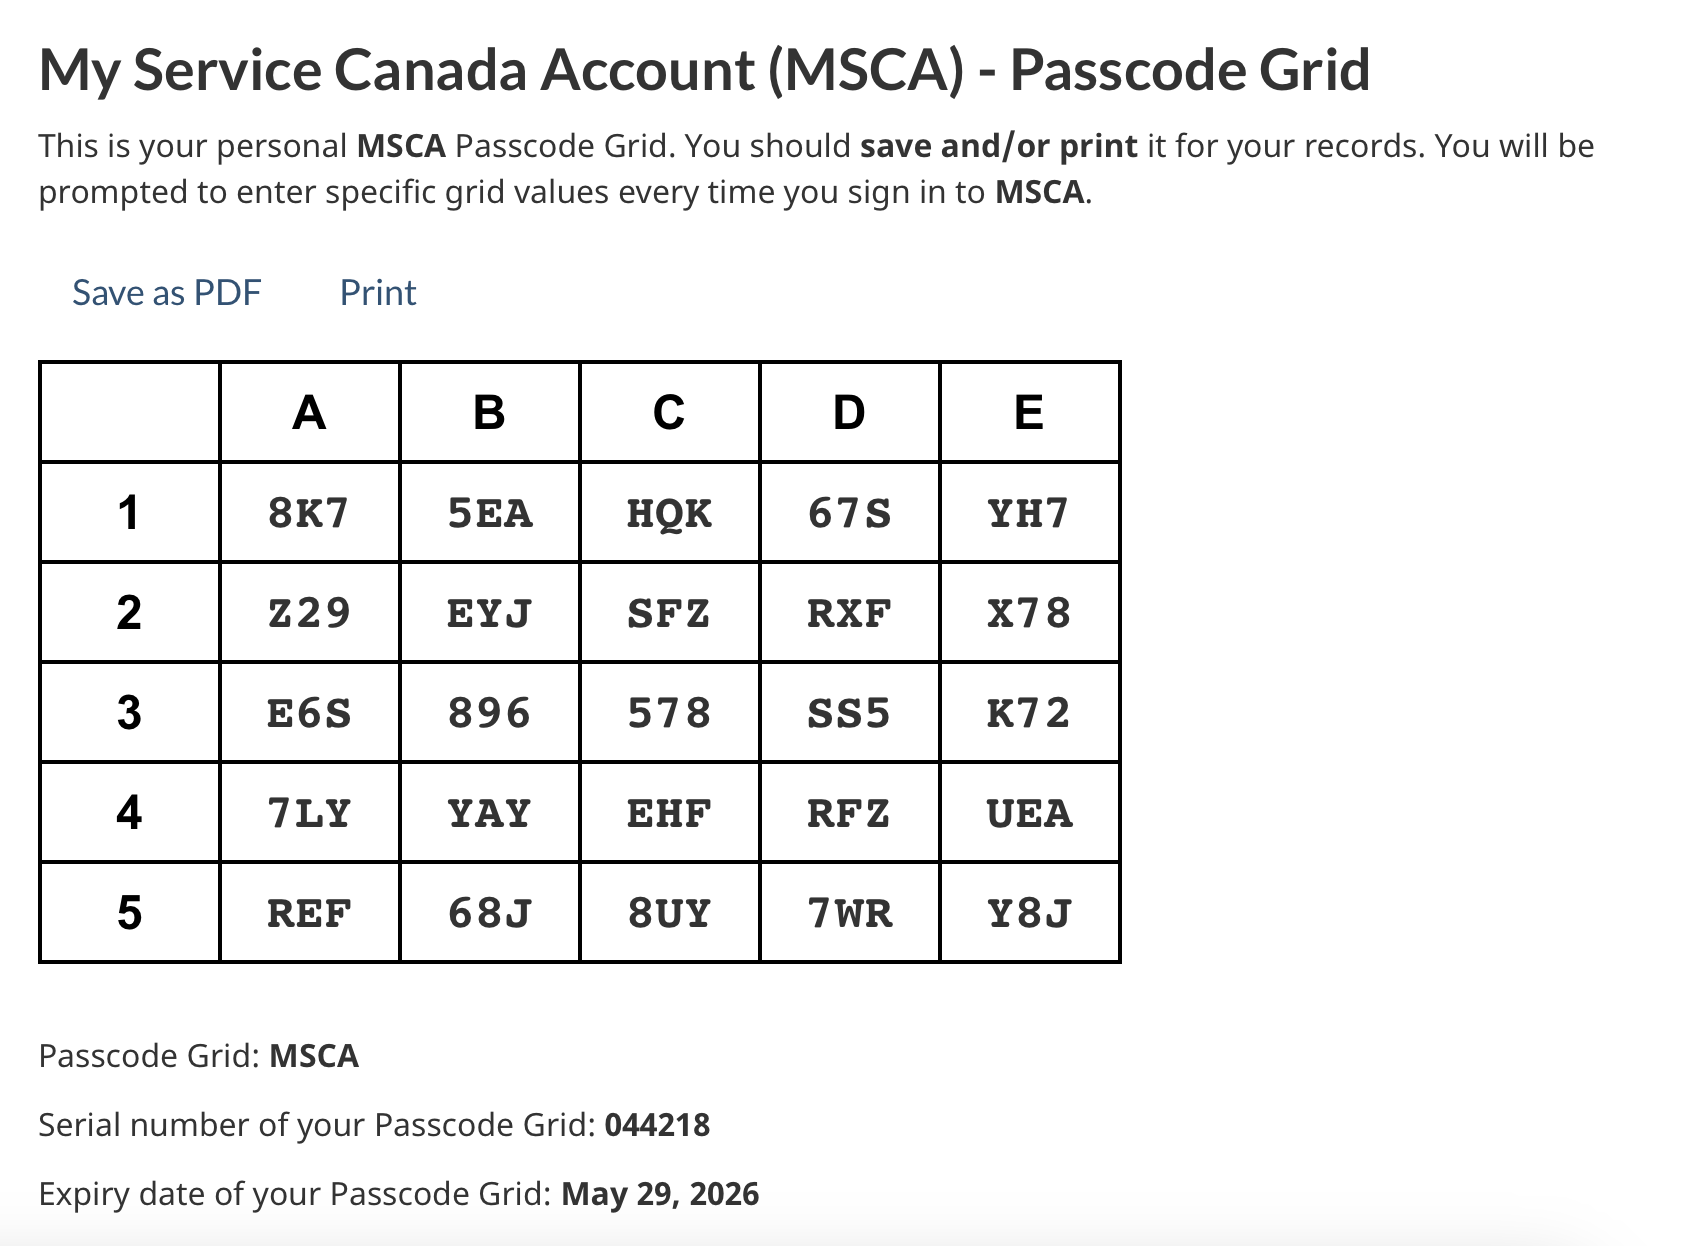 My Service Canada Account (MSCA) - Passcode Grid
This is your personal MSCA Passcode Grid. You should save and/or print it for your records. You will be
prompted to enter specific grid values every time you sign in to MSCA.
Save as PDF Print
A B C D E
1 8K7 5EA HQK 67S YH7
2 Z29 EYJ SFZ RXF X78
3 E6S 896 578 SS5 K72
4 7LY YAY EHF RFZ UEA
5 REF 68J 8UY 7WR Y8J
Passcode Grid: MSCA
Serial number of your Passcode Grid: 044218
Expiry date of your Passcode Grid: May 29, 2026